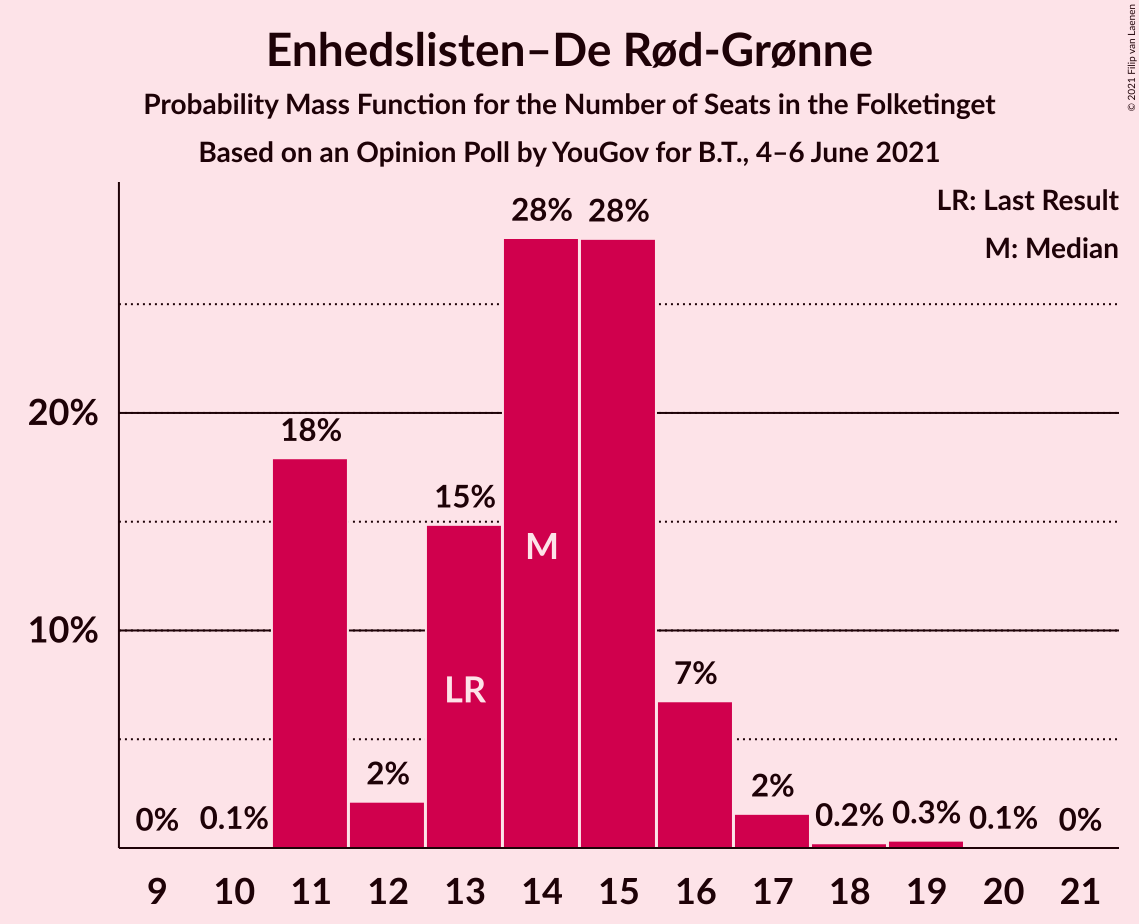 Enhedslisten–De Rød-Grønne
Probability Mass Function for the Number of Seats in the Folketinget
Based on an Opinion Poll by YouGov for B.T., 4–6 June 2021
© 2021 Filip van Laenen
LR: Last Result
M: Median
28% 28%
20%
18%
15%
M
10%
LR
7%
2%
2%
0% 0.1% 0.2% 0.3% 0.1% 0%
9 10 11 12 13 14 15 16 17 18 19 20 21